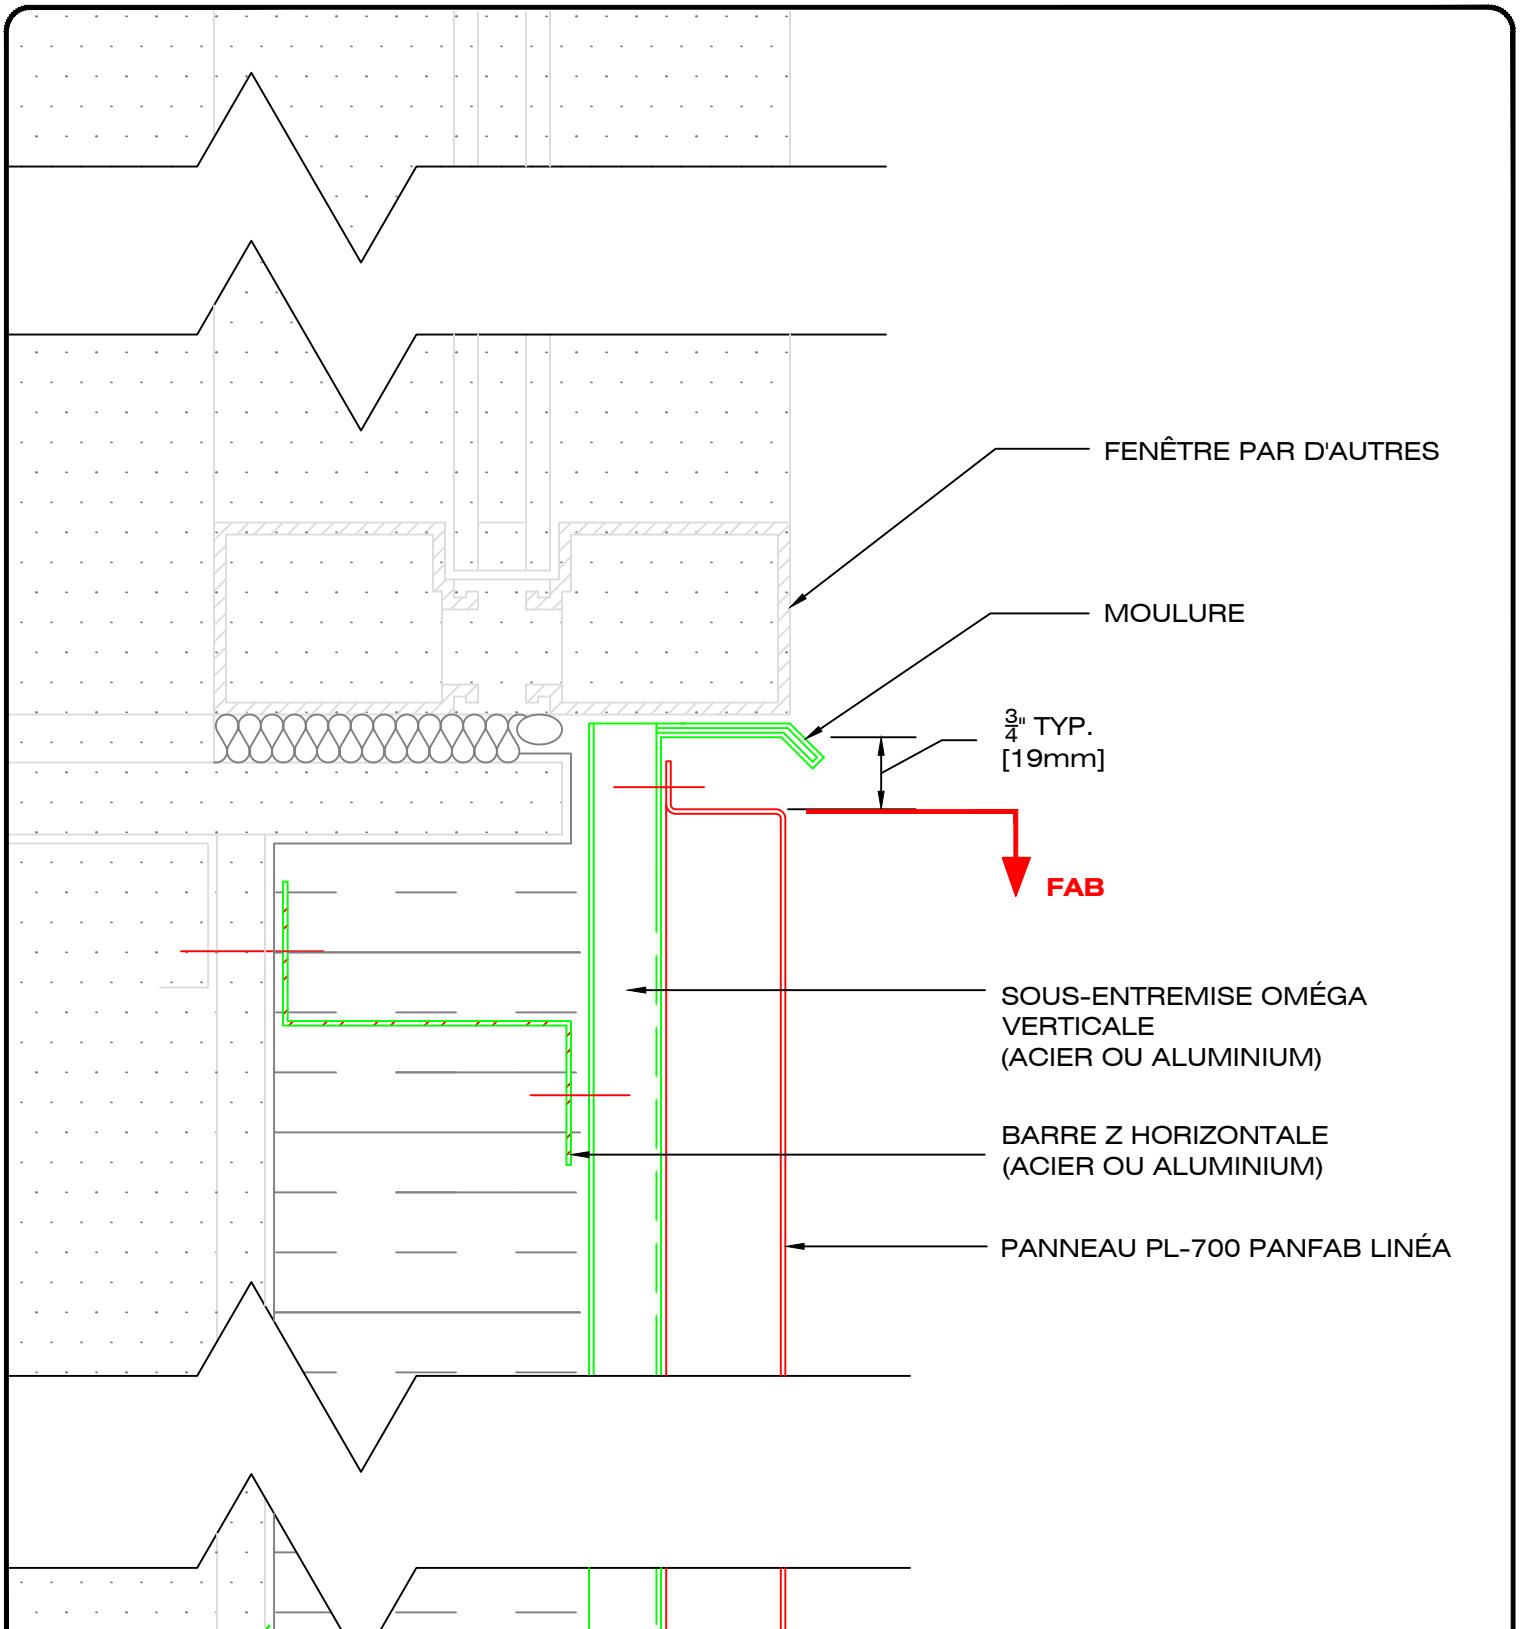 FENÊTRE PAR D'AUTRES
MOULURE
3/4" TYP.
[19mm]
FAB
SOUS-ENTREMISE OMÉGA
VERTICALE
(ACIER OU ALUMINIUM)
BARRE Z HORIZONTALE
(ACIER OU ALUMINIUM)
PANNEAU PL-700 PANFAB LINÉA